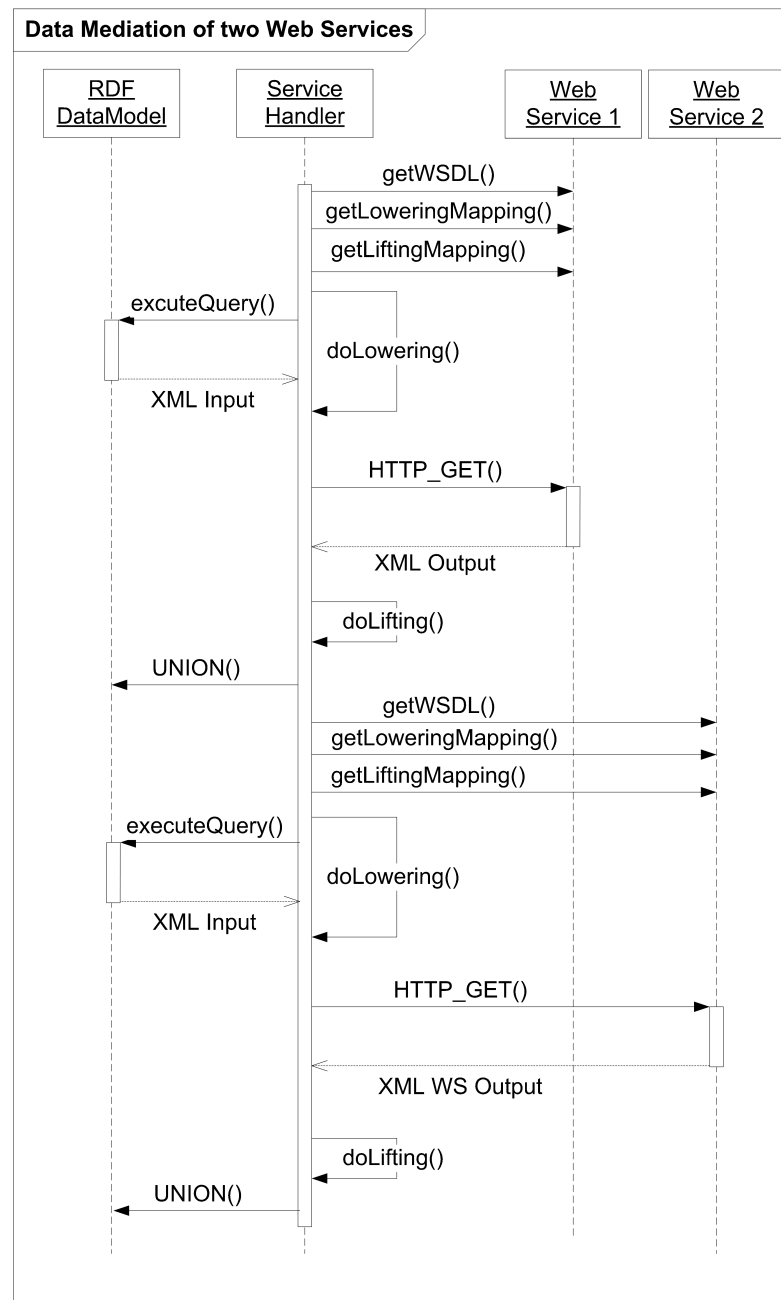 Data Mediation of two Web Services
RDF
DataModel
Service
Handler
Web
Service 1
Web
Service 2
getWSDL()
getLoweringMapping()
getLiftingMapping()
excuteQuery()
doLowering()
XML Input
HTTP_GET()
XML Output
doLifting()
UNION()
getWSDL()
getLoweringMapping()
getLiftingMapping()
executeQuery()
doLowering()
XML Input
HTTP_GET()
XML WS Output
doLifting()
UNION()